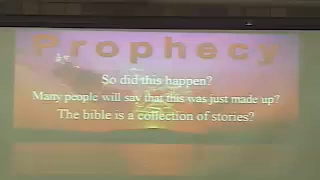 Prophecy
So did this happen?
Many people will say that this was just made up?
The bible is a collection of stories?